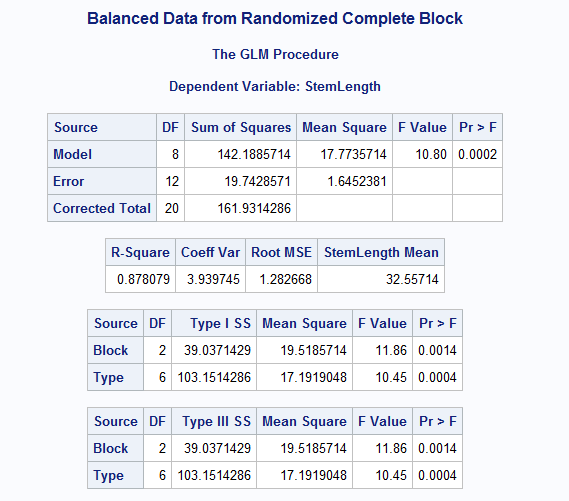 Balanced Data from Randomized Complete Block
The GLM Procedure
Dependent Variable: StemLength
Source DF Sum of Squares Mean Square F Value Pr > F
Model 8 142.1885714 17.7735714 10.80 0.0002
Error 12 19.7428571 1.6452381
Corrected Total 20 161.9314286
R-Square Coeff Var Root MSE StemLength Mean
0.878079 3.939745 1.282668 32.55714
Source DF Type I SS Mean Square F Value Pr > F
Block 2 39.0371429 19.5185714 11.86 0.0014
Type 6 103.1514286 17.1919048 10.45 0.0004
Source DF Type III SS Mean Square F Value Pr > F
Block 2 39.0371429 19.5185714 11.86 0.0014
Type 6 103.1514286 17.1919048 10.45 0.0004